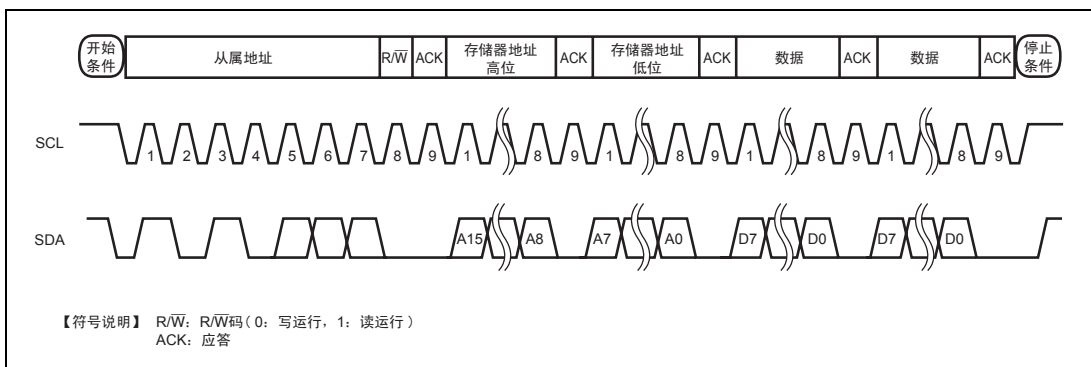 开始 条件 从属地址 R/W̅ ACK 存储器地址 高位 ACK 存储器地址 低位 ACK 数据 ACK 数据 ACK 停止 条件
SCL 1 2 3 4 5 6 7 8 9 1 8 9 1 8 9 1 8 9 1 8 9
SDA A15 A8 A7 A0 D7 D0 D7 D0
【符号说明】 R/W̅: R/W̅码(0: 写运行, 1: 读运行)
ACK: 应答